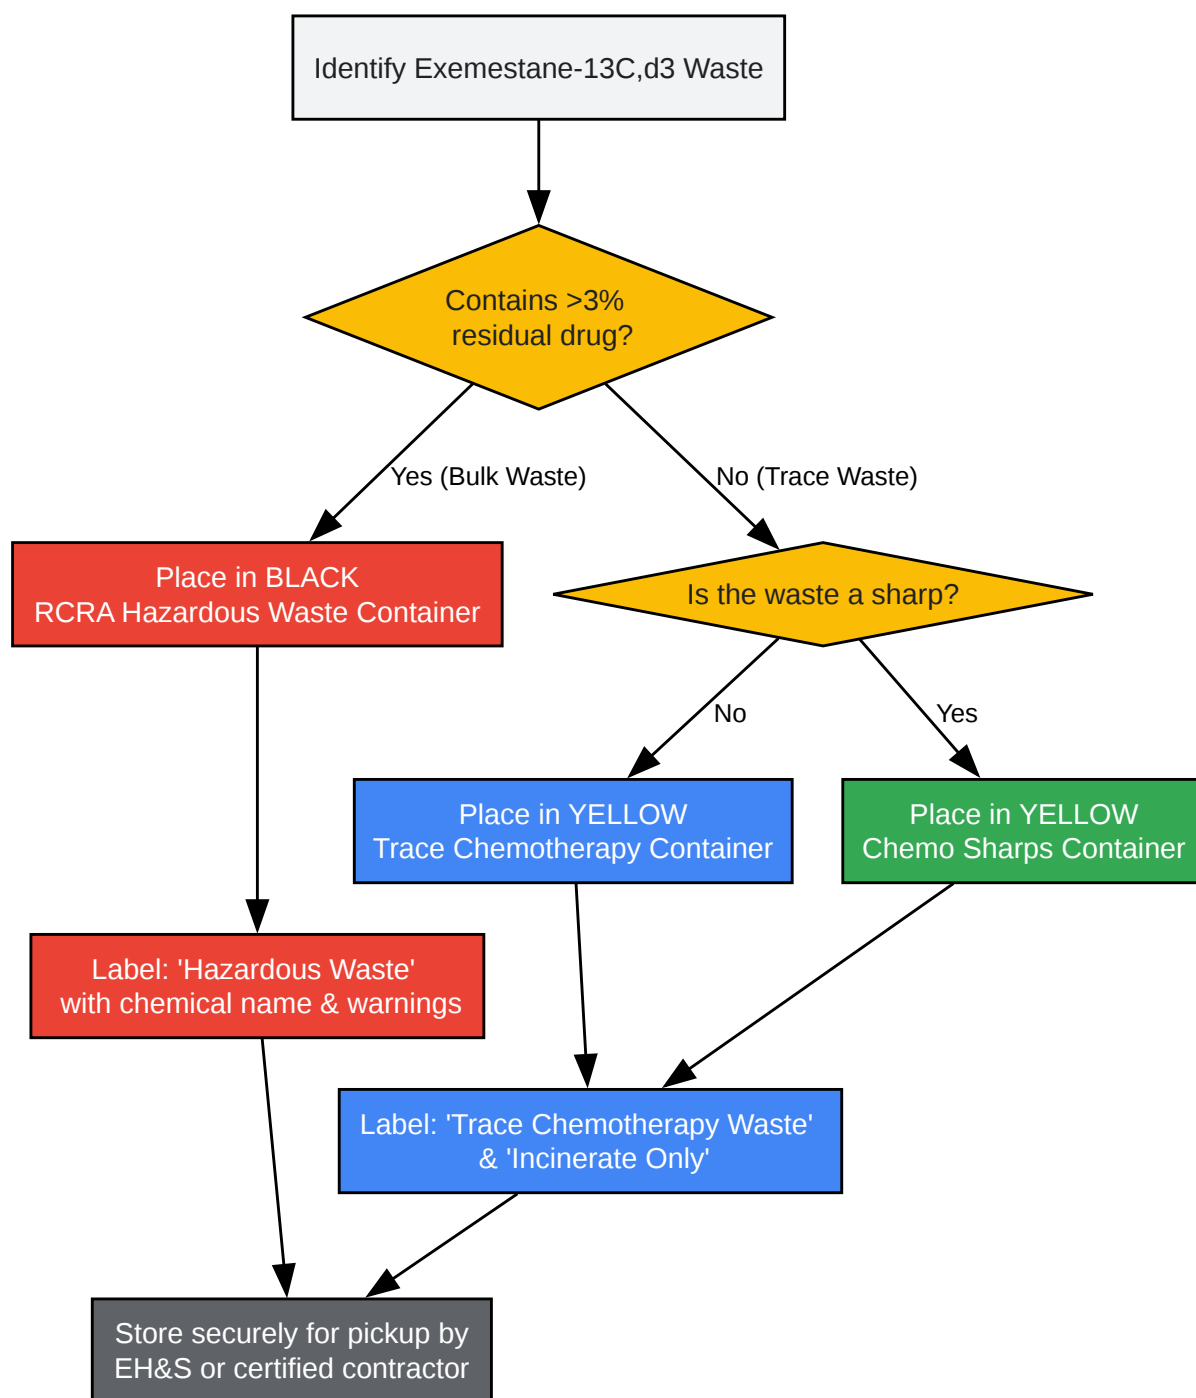 Identify Exemestane-13C,d3 Waste
Contains >3%
residual drug?
Yes (Bulk Waste)
No (Trace Waste)
Place in BLACK
RCRA Hazardous Waste Container
Is the waste a sharp?
No
Yes
Place in YELLOW
Trace Chemotherapy Container
Place in YELLOW
Chemo Sharps Container
Label: 'Hazardous Waste'
with chemical name & warnings
Label: 'Trace Chemotherapy Waste'
& 'Incinerate Only'
Store securely for pickup by
EH&S or certified contractor